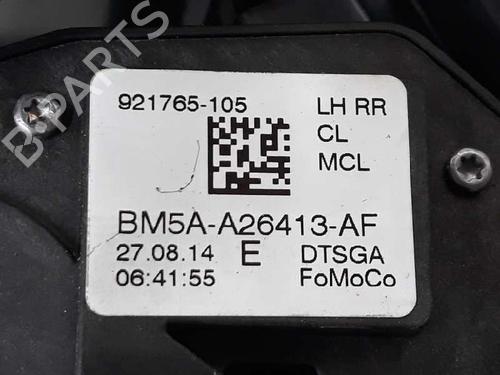 921765-105 LH RR
CL
MCL
BM5A-A26413-AF
27.08.14 E DTSGA
06:41:55 FoMoCo
B-PARTS